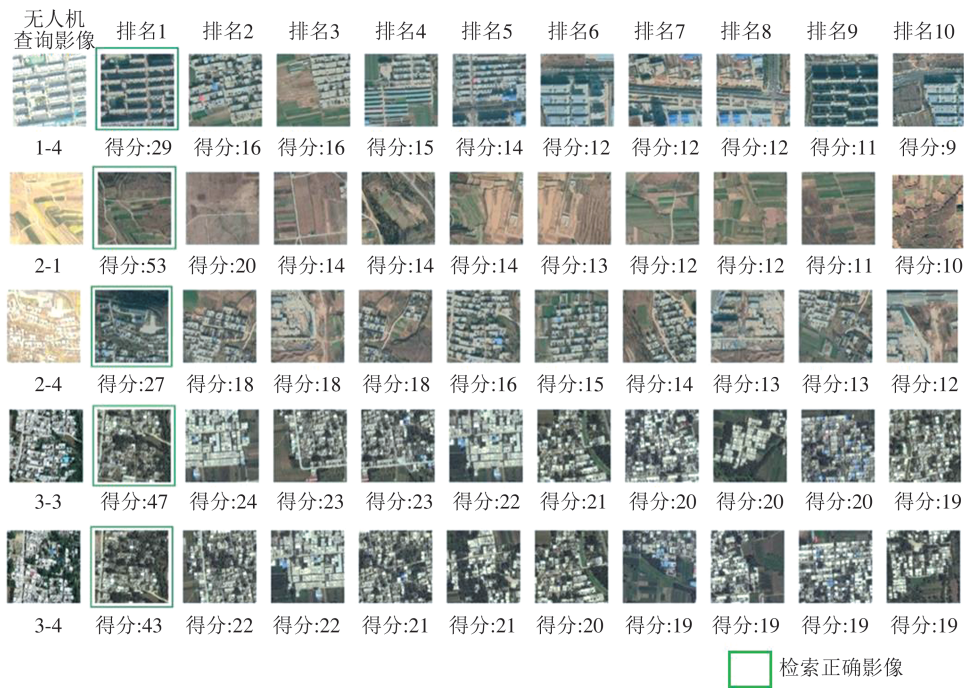 无人机
查询影像 排名1 排名2 排名3 排名4 排名5 排名6 排名7 排名8 排名9 排名10
1-4 得分:29 得分:16 得分:16 得分:15 得分:14 得分:12 得分:12 得分:12 得分:11 得分:9
2-1 得分:53 得分:20 得分:14 得分:14 得分:14 得分:13 得分:12 得分:12 得分:11 得分:10
2-4 得分:27 得分:18 得分:18 得分:18 得分:16 得分:15 得分:14 得分:13 得分:13 得分:12
3-3 得分:47 得分:24 得分:23 得分:23 得分:22 得分:21 得分:20 得分:20 得分:20 得分:19
3-4 得分:43 得分:22 得分:22 得分:21 得分:21 得分:20 得分:19 得分:19 得分:19 得分:19
检索正确影像